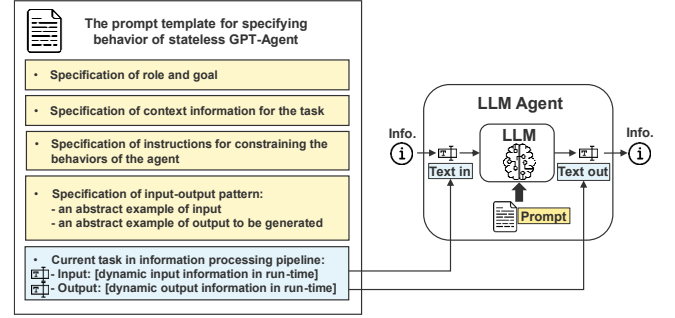 The prompt template for specifying
behavior of stateless GPT-Agent
• Specification of role and goal
• Specification of context information for the task
• Specification of instructions for constraining the
behaviors of the agent
• Specification of input-output pattern:
- an abstract example of input
- an abstract example of output to be generated
• Current task in information processing pipeline:
- Input: [dynamic input information in run-time]
- Output: [dynamic output information in run-time]
LLM Agent
LLM
Info.
Info.
Text in
Text out
Prompt